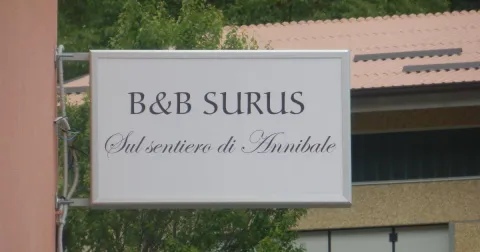 B&B SURUS
Sul sentiero di Annibale